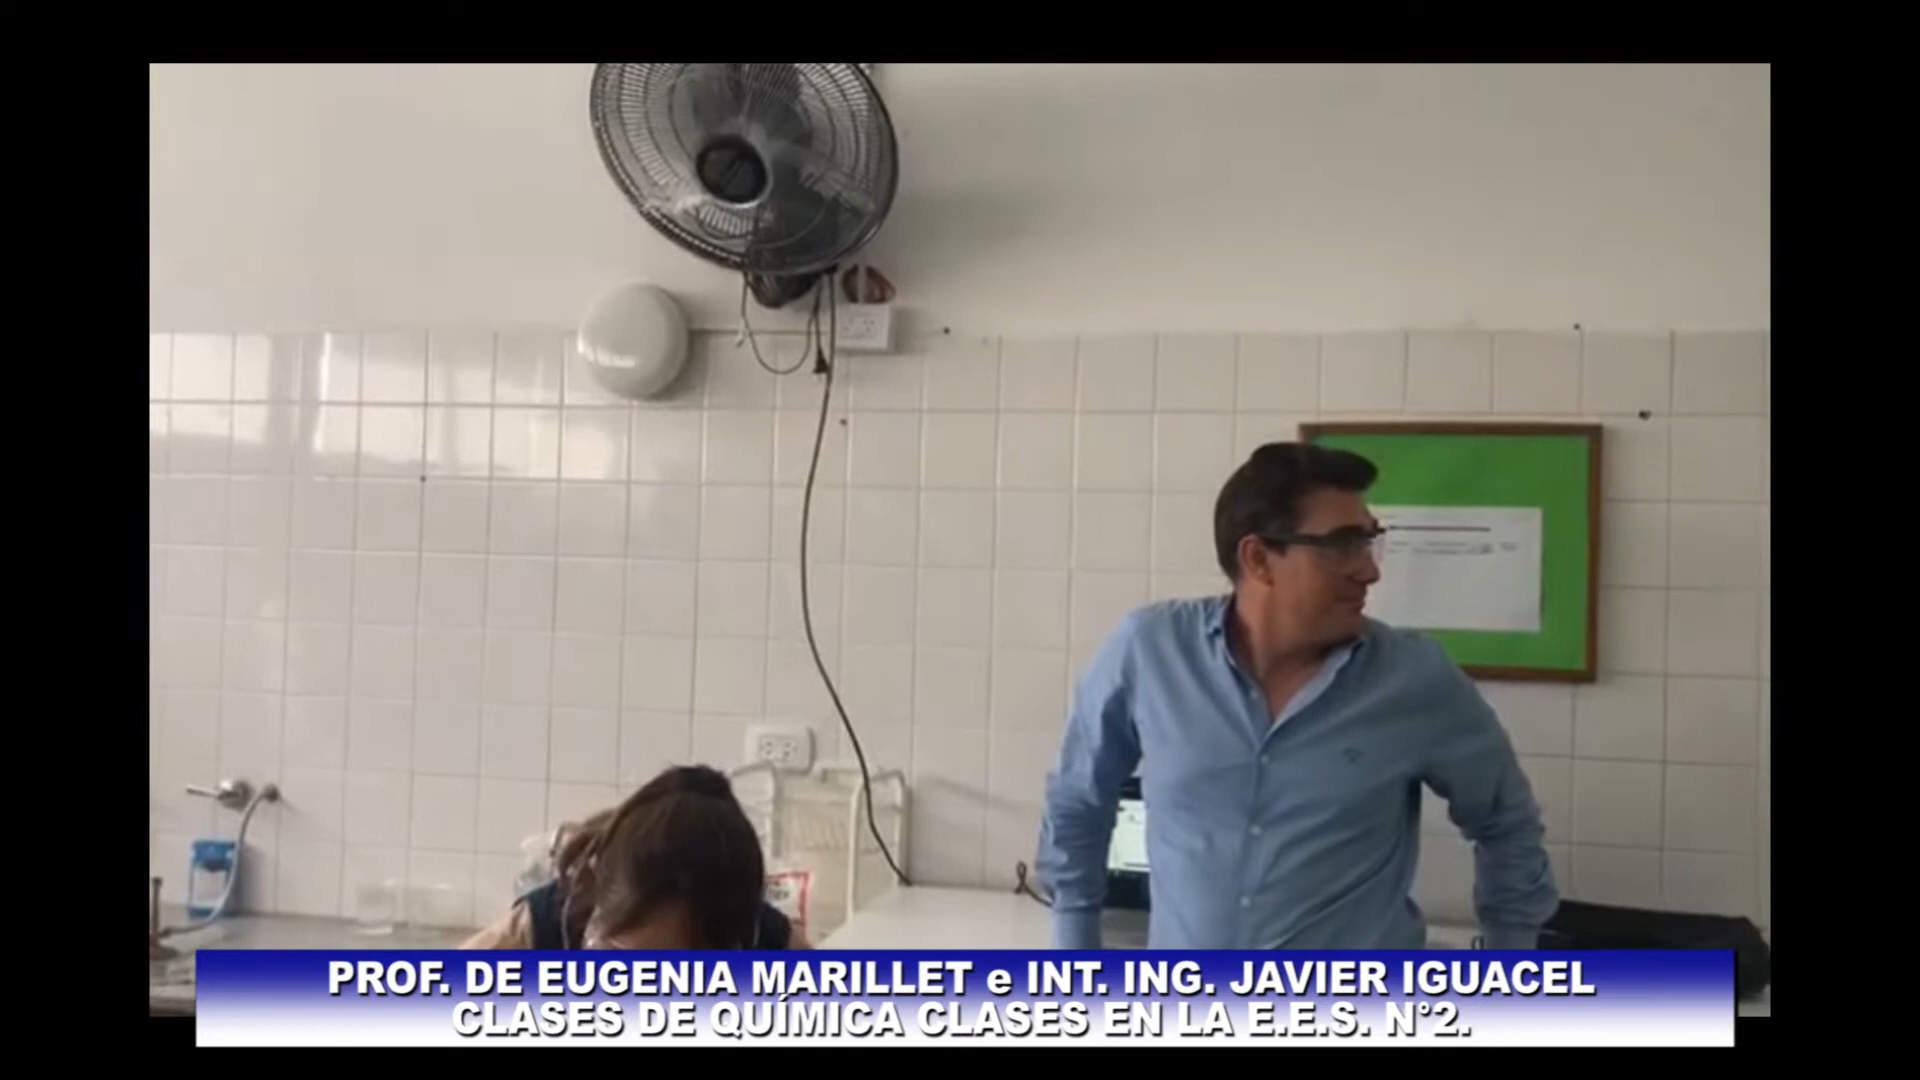 PROF. DE EUGENIA MARILLET e INT. ING. JAVIER IGUACEL
CLASES DE QUÍMICA CLASES EN LA E.E.S. N°2.